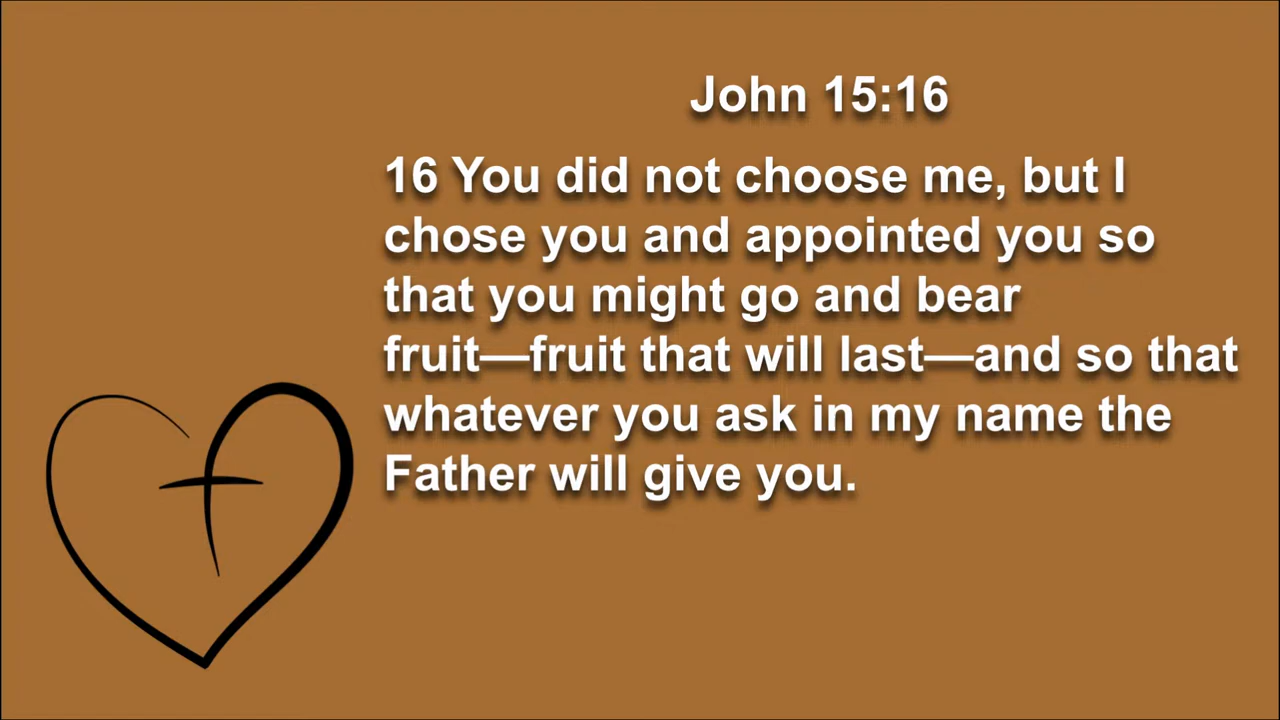 John 15:16
16 You did not choose me, but I
chose you and appointed you so
that you might go and bear
fruit—fruit that will last—and so that
whatever you ask in my name the
Father will give you.